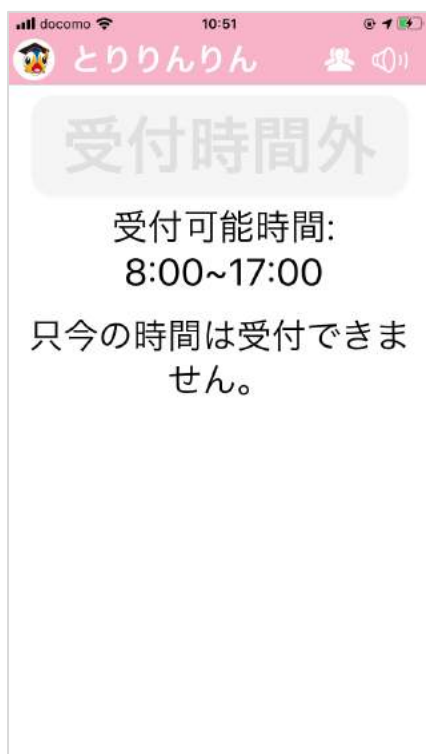 docomo 10:51
とりりんりん
受付時間外
受付可能時間:
8:00~17:00
只今の時間は受付できま
せん。